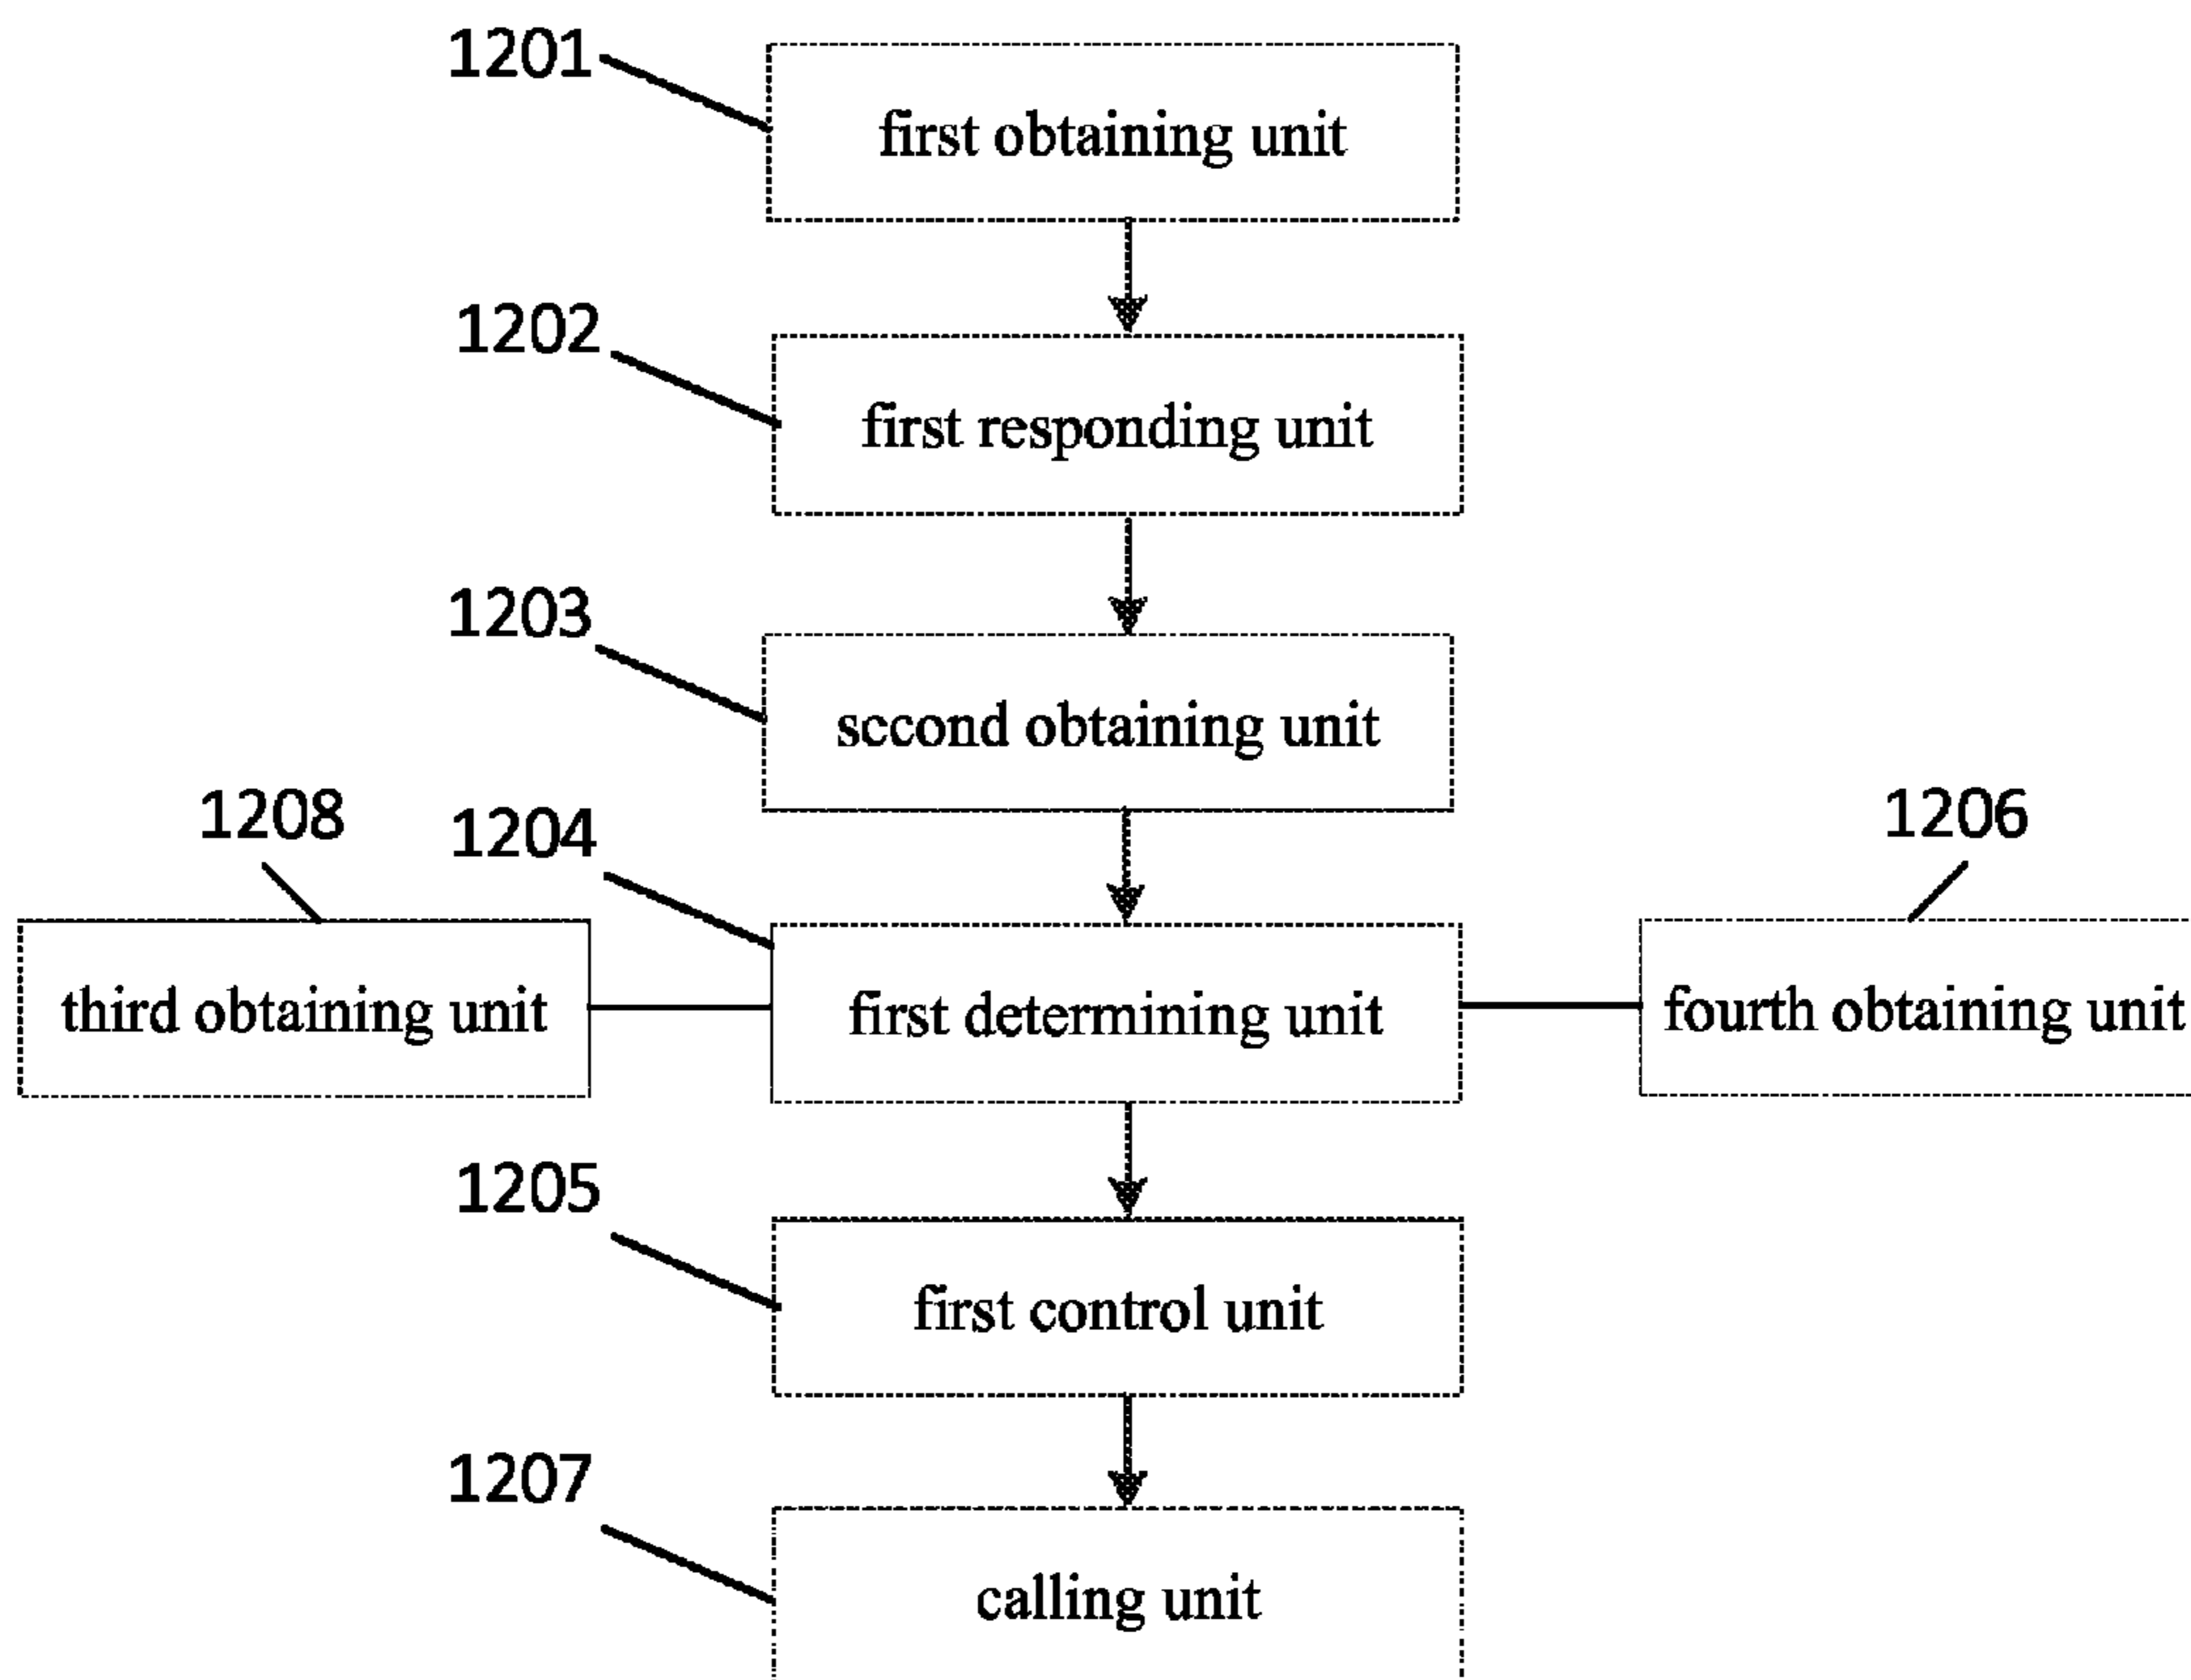 1201
first obtaining unit
1202
first responding unit
1203
second obtaining unit
1208
1204
1206
third obtaining unit
first determining unit
fourth obtaining unit
1205
first control unit
1207
calling unit